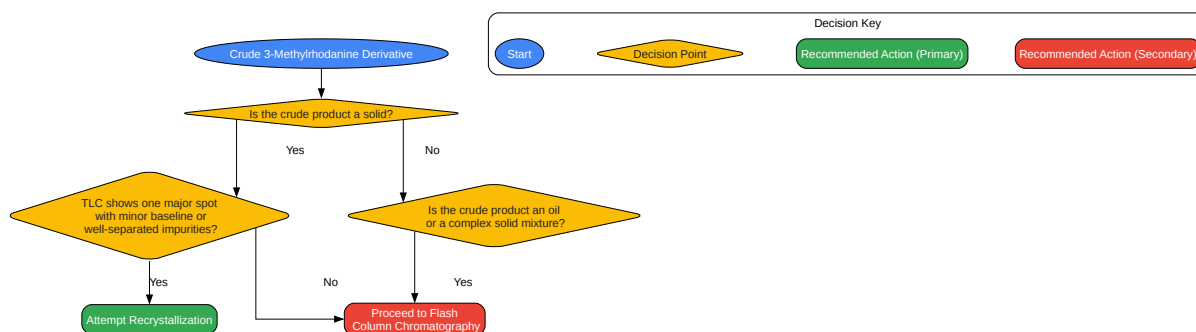 Decision Key
Start
Decision Point
Recommended Action (Primary)
Recommended Action (Secondary)
Crude 3-Methylrhodanine Derivative
Is the crude product a solid?
Yes
No
TLC shows one major spot
with minor baseline or
well-separated impurities?
Is the crude product an oil
or a complex solid mixture?
Yes
No
Yes
Attempt Recrystallization
Proceed to Flash
Column Chromatography